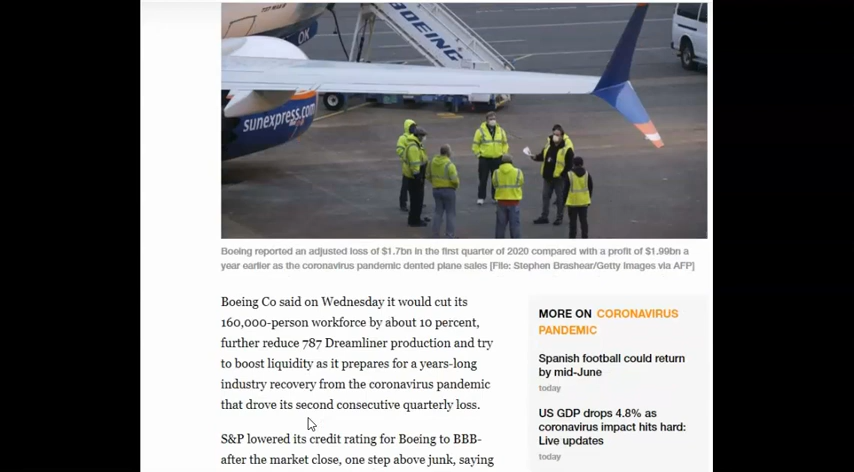 OK
BOEING
sunexpress.com
Boeing reported an adjusted loss of $1.7bn in the first quarter of 2020 compared with a profit of $1.99bn a
year earlier as the coronavirus pandemic dented plane sales [File: Stephen Brashear/Getty Images via AFP]
Boeing Co said on Wednesday it would cut its
160,000-person workforce by about 10 percent,
further reduce 787 Dreamliner production and try
to boost liquidity as it prepares for a years-long
industry recovery from the coronavirus pandemic
that drove its second consecutive quarterly loss.
S&P lowered its credit rating for Boeing to BBB-
after the market close, one step above junk, saying
MORE ON CORONAVIRUS
PANDEMIC
Spanish football could return
by mid-June
today
US GDP drops 4.8% as
coronavirus impact hits hard:
Live updates
today